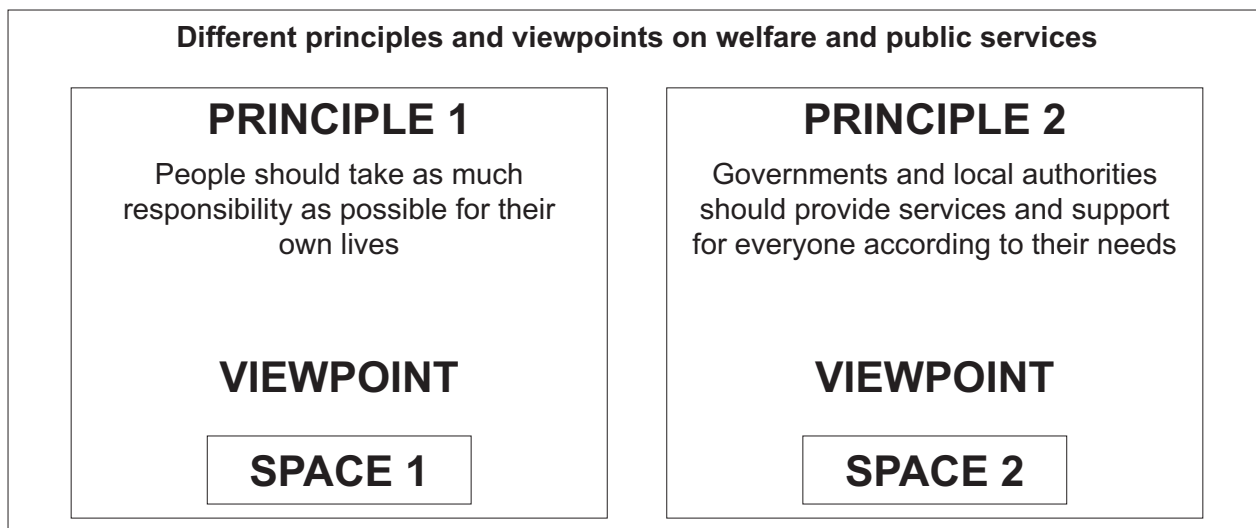 Different principles and viewpoints on welfare and public services
PRINCIPLE 1
People should take as much
responsibility as possible for their
own lives
VIEWPOINT
SPACE 1
PRINCIPLE 2
Governments and local authorities
should provide services and support
for everyone according to their needs
VIEWPOINT
SPACE 2